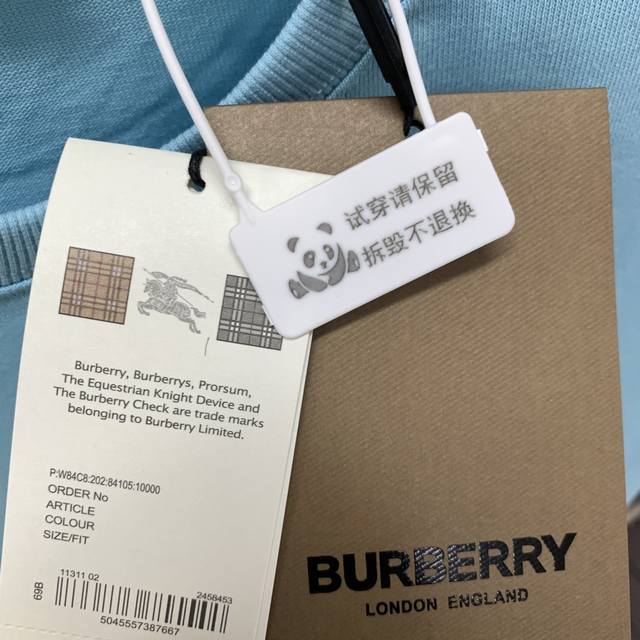 试穿请保留
拆毁不退换
Burberry, Burberrys, Prorsum,
The Equestrian Knight Device and
The Burberry Check are trade marks
belonging to Burberry Limited.
P:W84C8:202:84105:10000
ORDER No
ARTICLE
COLOUR
SIZE/FIT
11311 02
2458453
69B
5045557387667
BURBERRY
LONDON ENGLAND